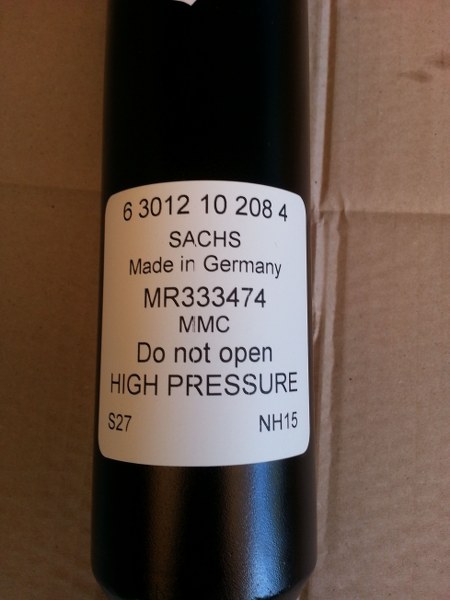 6 3012 10 208 4
SACHS
Made in Germany
MR333474
MMC
Do not open
HIGH PRESSURE
S27 NH15